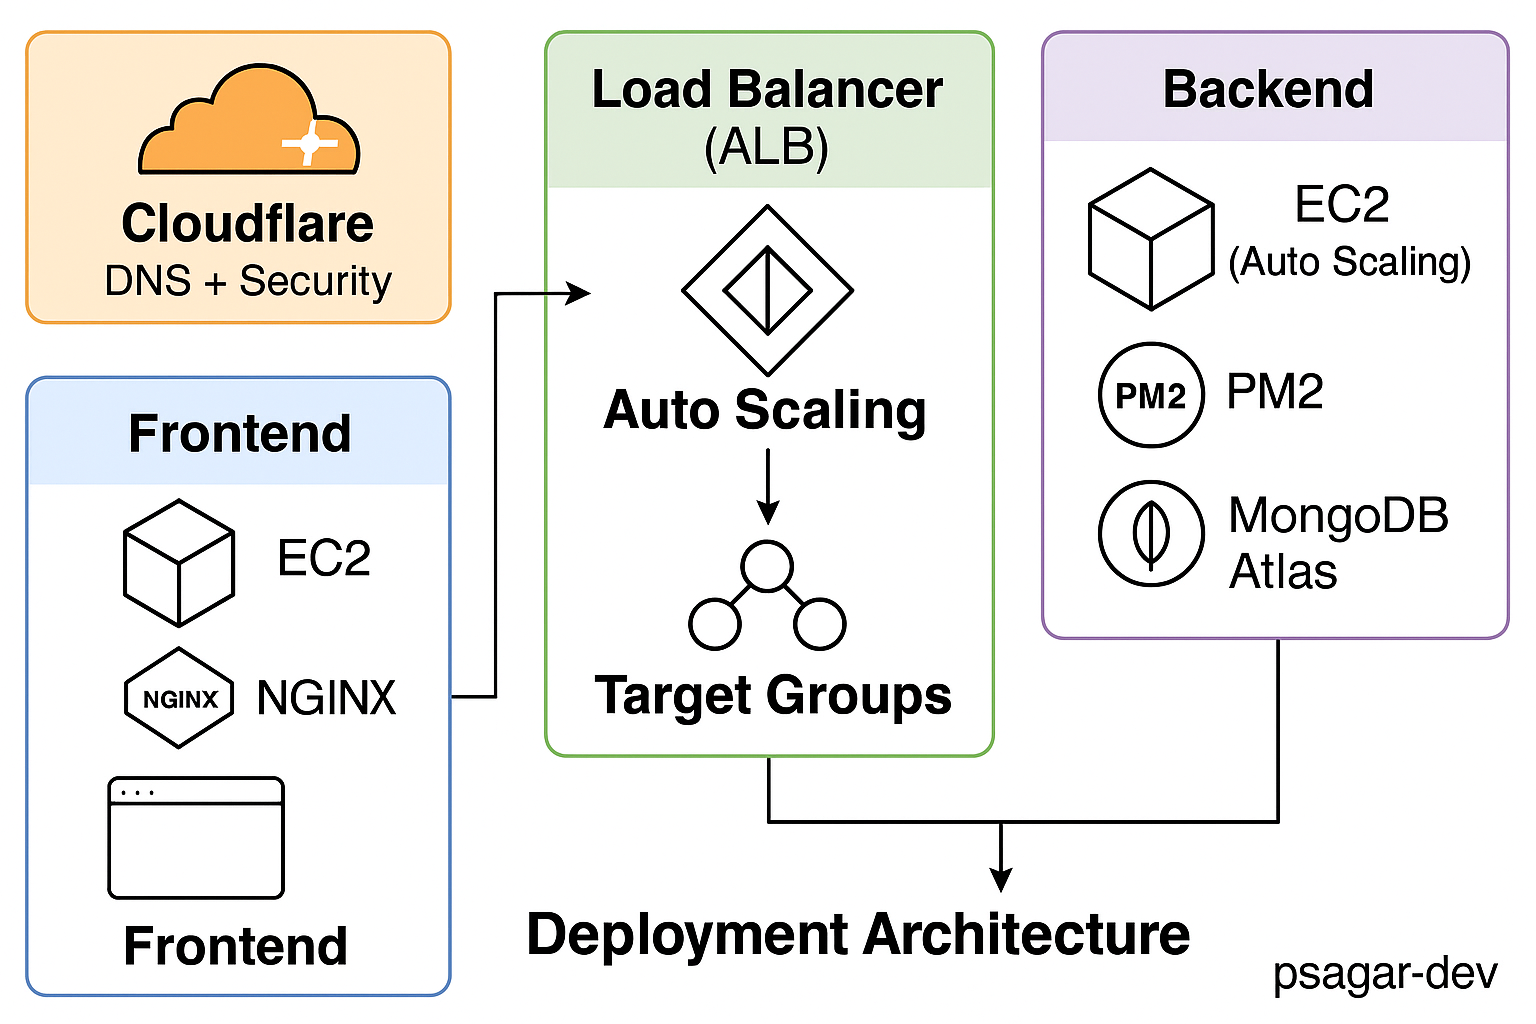 Cloudflare
DNS + Security
Frontend
EC2
NGINX
NGINX
Frontend
Load Balancer
(ALB)
Auto Scaling
Target Groups
Backend
EC2
(Auto Scaling)
PM2
PM2
MongoDB
Atlas
Deployment Architecture
psagar-dev